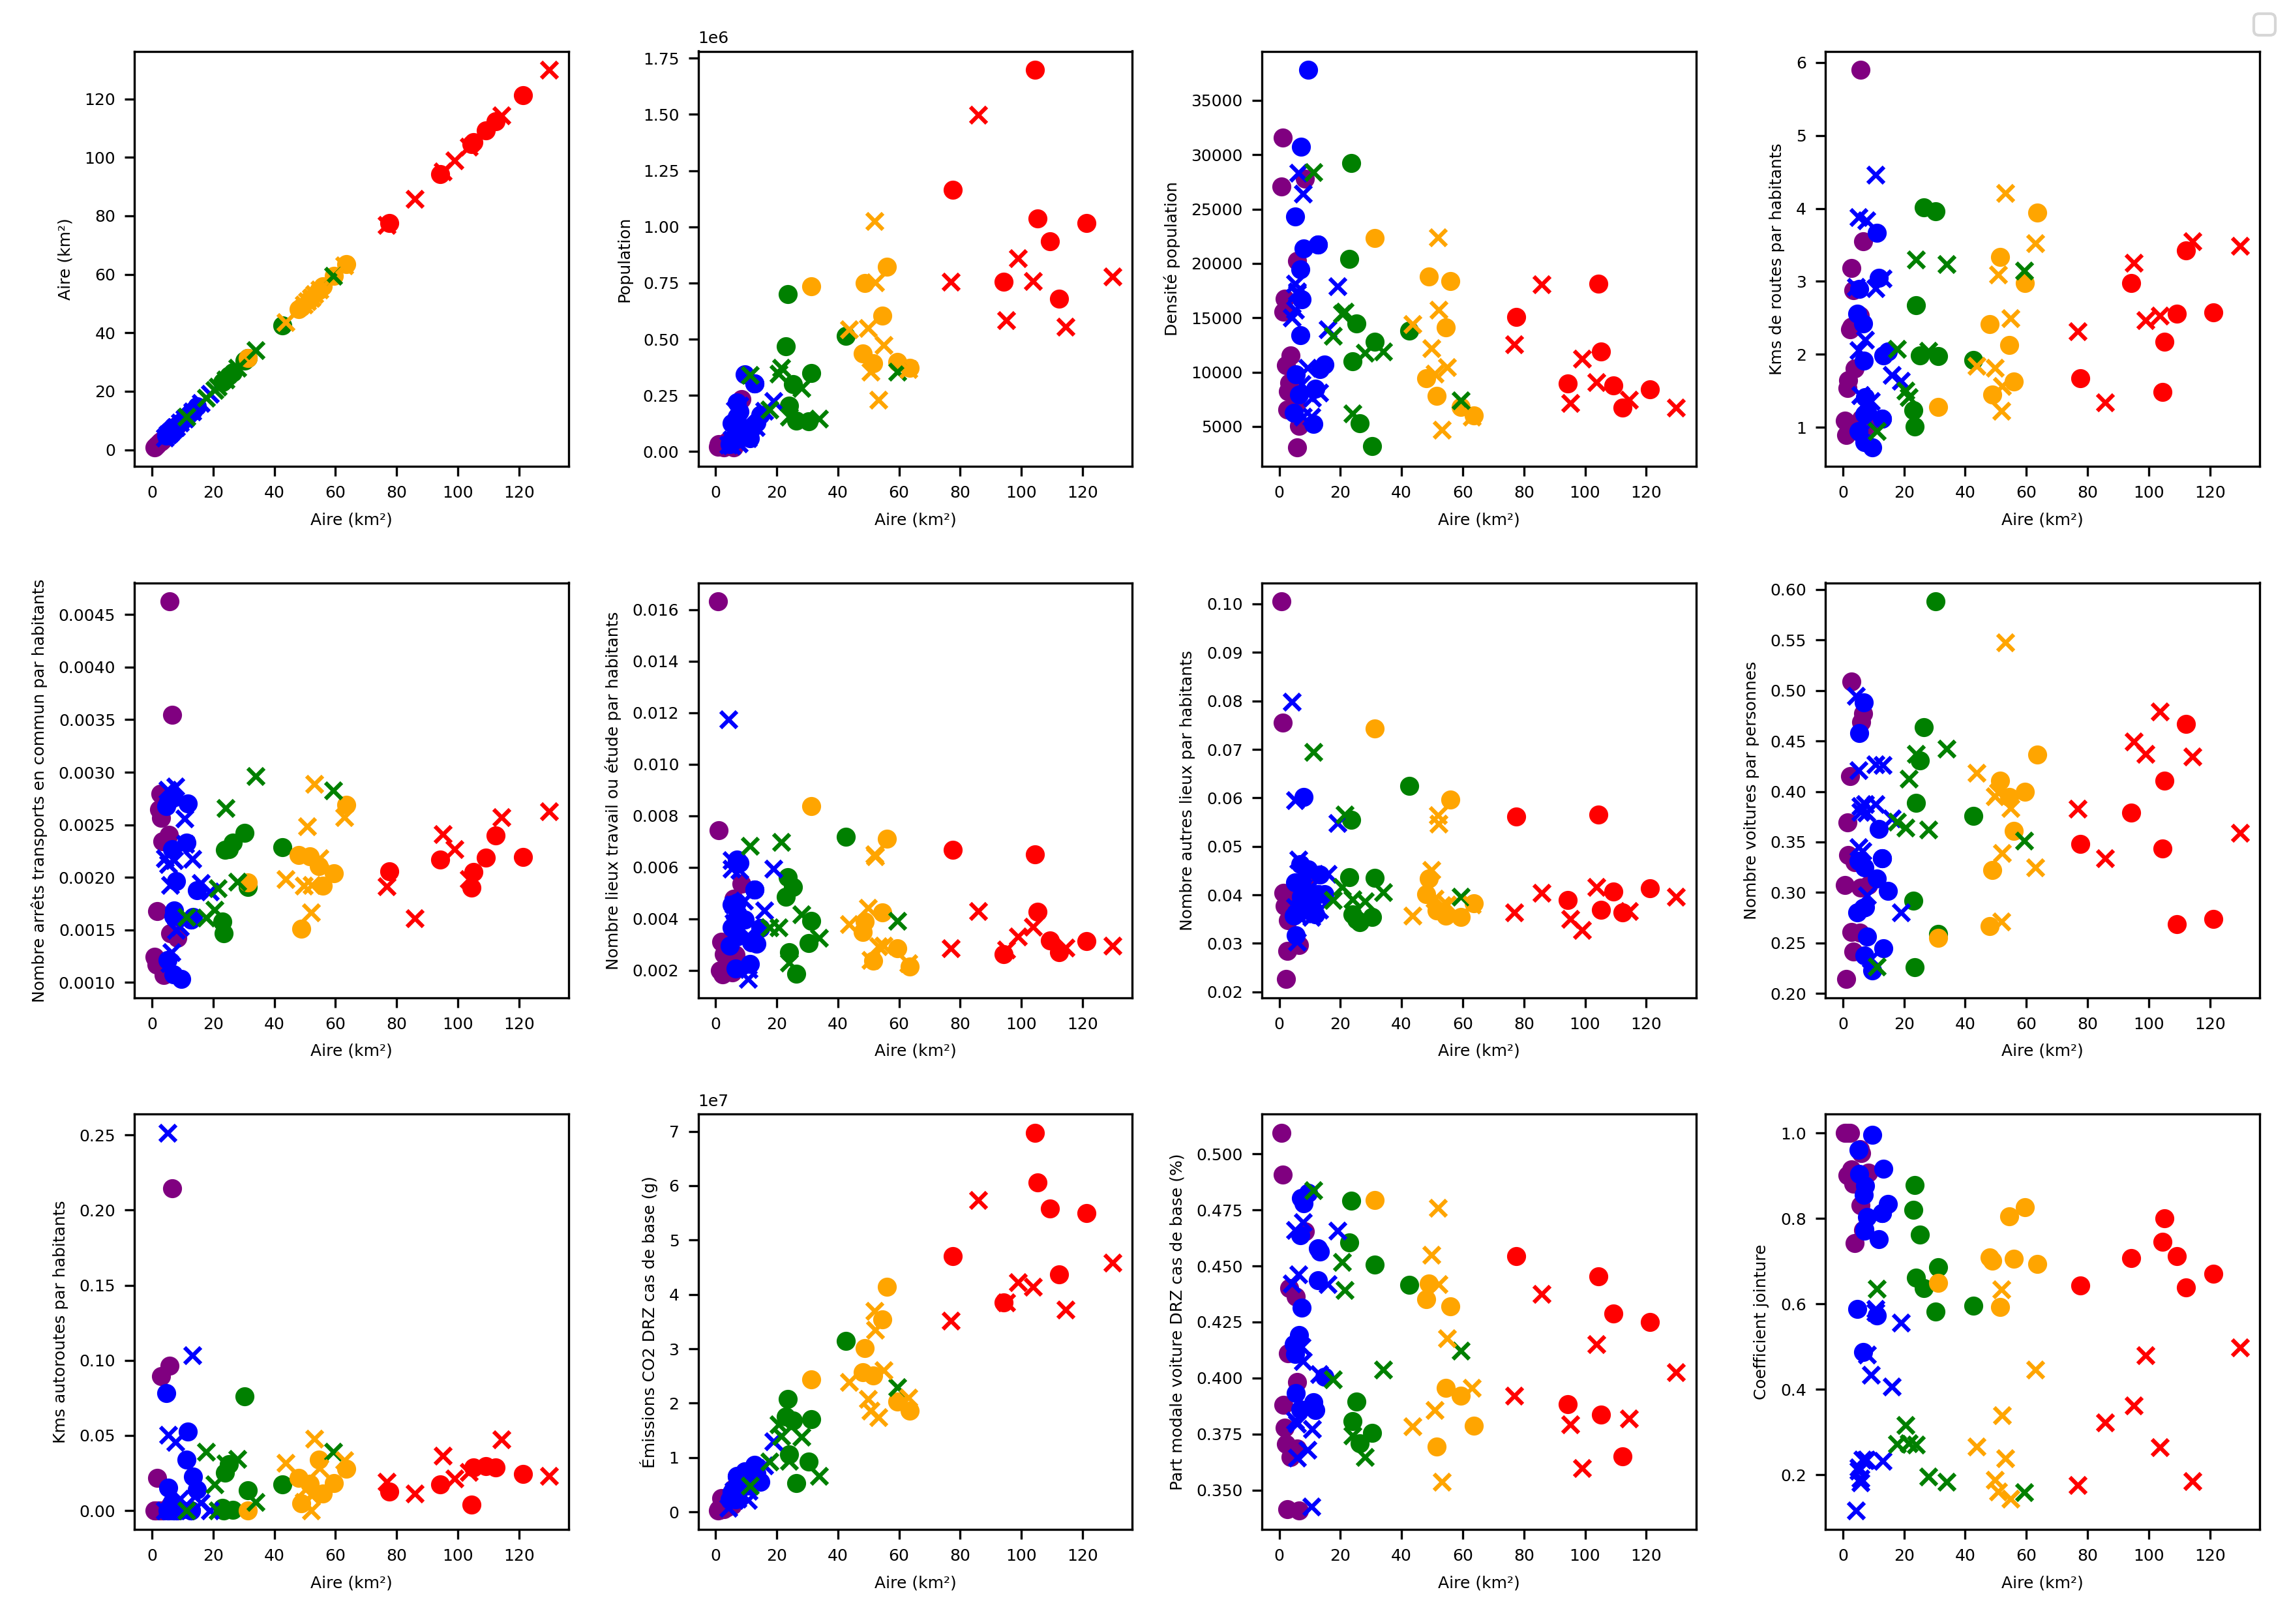 1e6
120
100
80
60
40
20
0
Aire (km²)
0 20 40 60 80 100 120
Aire (km²)
1.75
1.50
1.25
1.00
0.75
0.50
0.25
0.00
Population
0 20 40 60 80 100 120
Aire (km²)
35000
30000
25000
20000
15000
10000
5000
Densité population
0 20 40 60 80 100 120
Aire (km²)
6
5
4
3
2
1
Kms de routes par habitants
0 20 40 60 80 100 120
Aire (km²)
0.0045
0.0040
0.0035
0.0030
0.0025
0.0020
0.0015
0.0010
Nombre arrêts transports en commun par habitants
0 20 40 60 80 100 120
Aire (km²)
0.016
0.014
0.012
0.010
0.008
0.006
0.004
0.002
Nombre lieux travail ou étude par habitants
0 20 40 60 80 100 120
Aire (km²)
0.10
0.09
0.08
0.07
0.06
0.05
0.04
0.03
0.02
Nombre autres lieux par habitants
0 20 40 60 80 100 120
Aire (km²)
0.60
0.55
0.50
0.45
0.40
0.35
0.30
0.25
0.20
Nombre voitures par personnes
0 20 40 60 80 100 120
Aire (km²)
0.25
0.20
0.15
0.10
0.05
0.00
Kms autoroutes par habitants
0 20 40 60 80 100 120
Aire (km²)
1e7
7
6
5
4
3
2
1
0
Émissions CO2 DRZ cas de base (g)
0 20 40 60 80 100 120
Aire (km²)
0.500
0.475
0.450
0.425
0.400
0.375
0.350
Part modale voiture DRZ cas de base (%)
0 20 40 60 80 100 120
Aire (km²)
1.0
0.8
0.6
0.4
0.2
Coefficient jointure
0 20 40 60 80 100 120
Aire (km²)